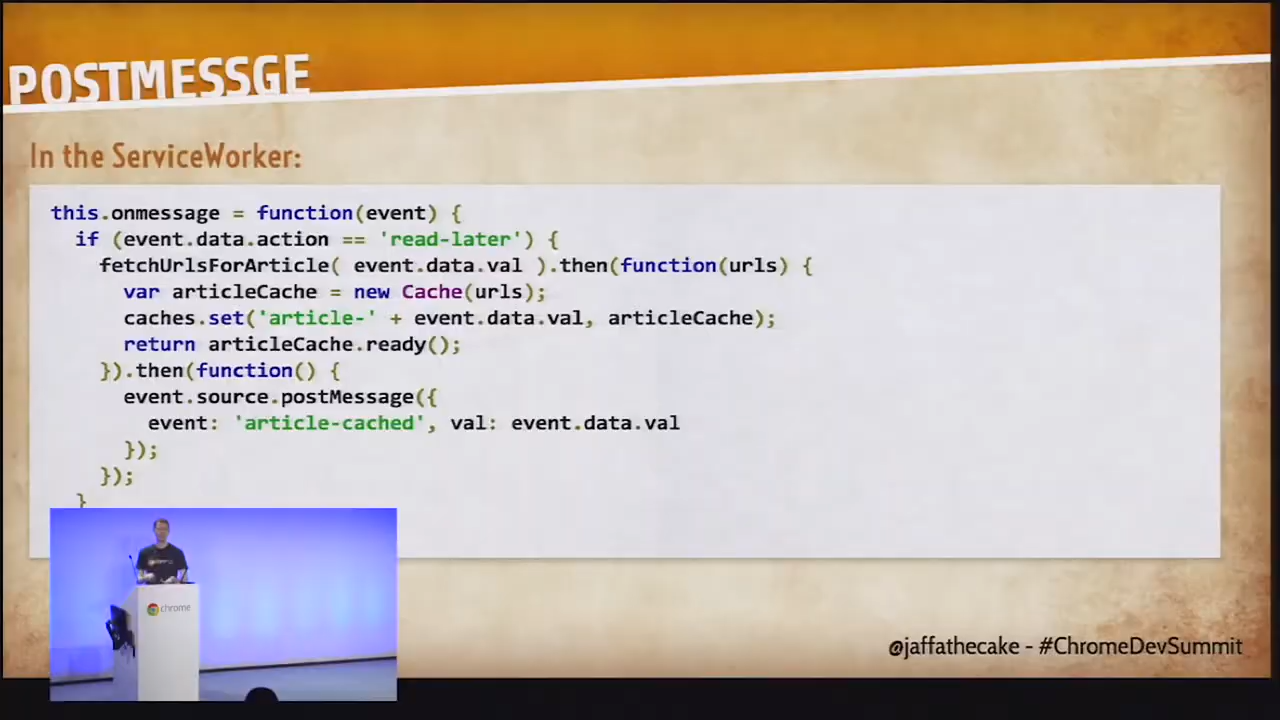 POSTMESSGE
In the ServiceWorker:
this.onmessage = function(event) {
if (event.data.action == 'read-later') {
fetchUrlsForArticle( event.data.val ).then(function(urls) {
var articleCache = new Cache(urls);
caches.set('article-' + event.data.val, articleCache);
return articleCache.ready();
}).then(function() {
event.source.postMessage({
event: 'article-cached', val: event.data.val
});
});
}
chrome
@jaffathecake - #ChromeDevSummit